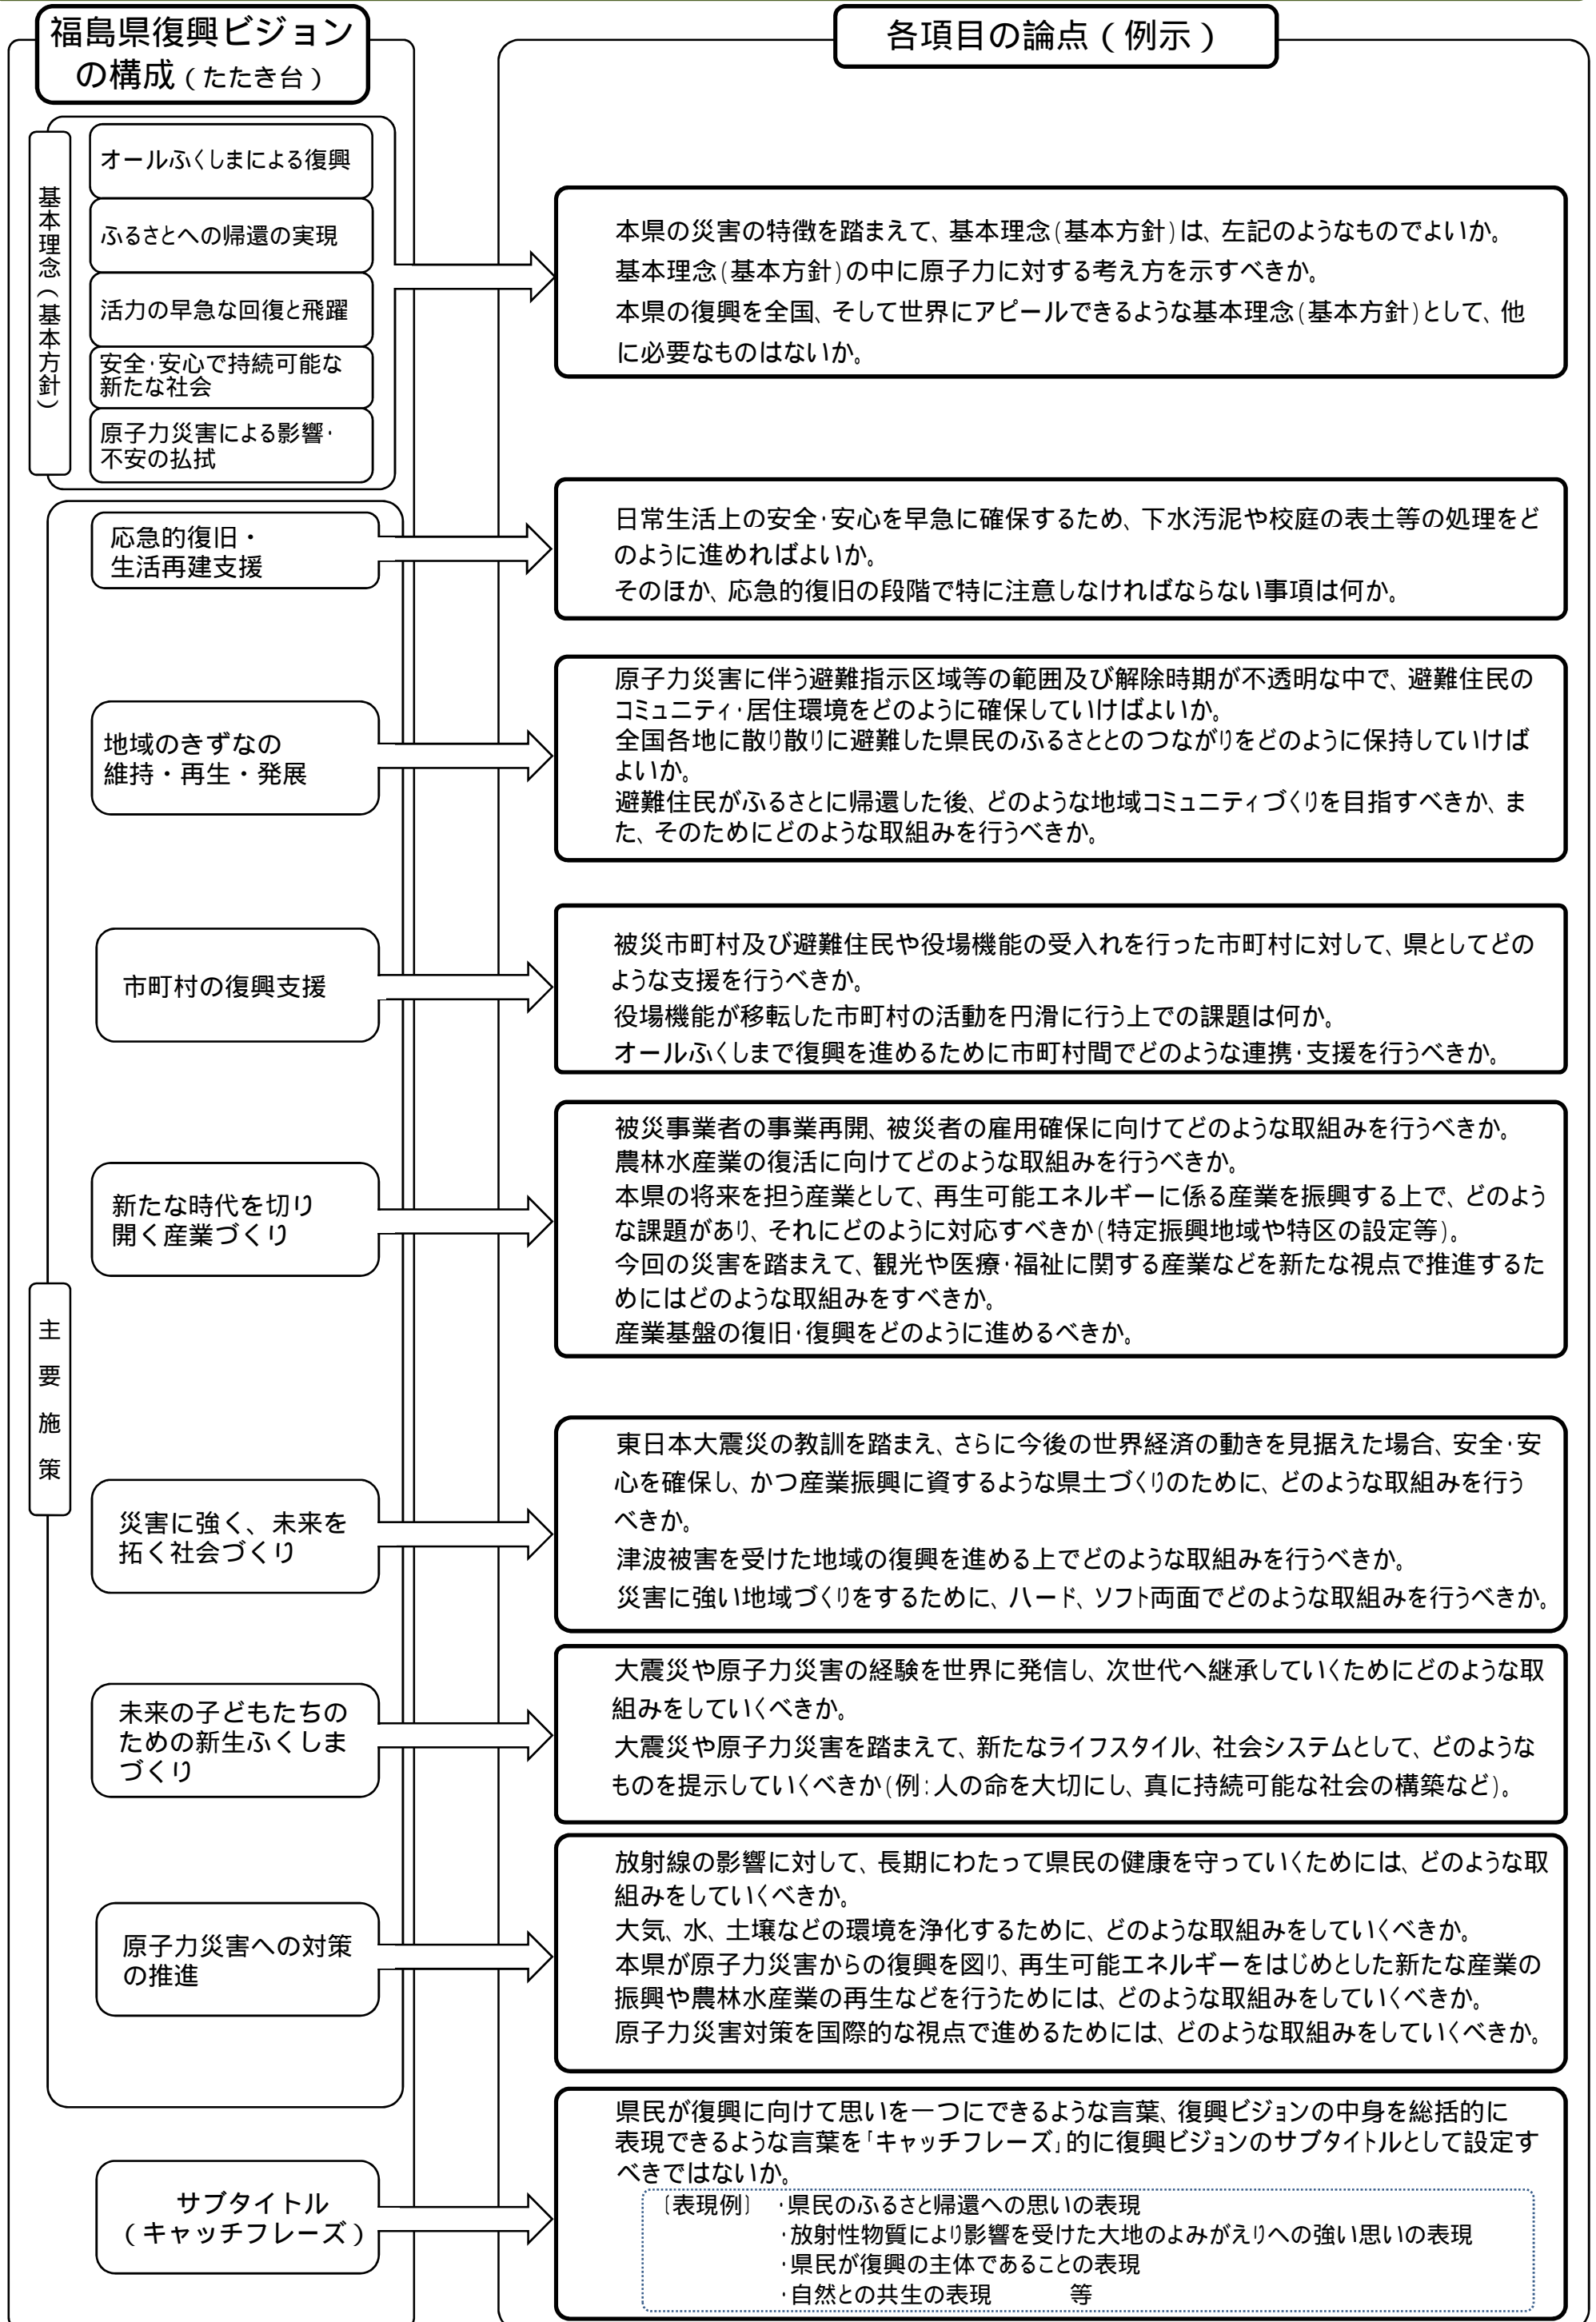 福島県復興ビジョン
の構成（たたき台）
各項目の論点（例示）
基本理念（基本方針）
オールふくしまによる復興
ふるさとへの帰還の実現
活力の早急な回復と飛躍
安全・安心で持続可能な
新たな社会
原子力災害による影響・
不安の払拭
本県の災害の特徴を踏まえて、基本理念（基本方針）は、左記のようなものでよいか。
基本理念（基本方針）の中に原子力に対する考え方を示すべきか。
本県の復興を全国、そして世界にアピールできるような基本理念（基本方針）として、他
に必要なものはないか。
主要施策
応急的復旧・
生活再建支援
日常生活上の安全・安心を早急に確保するため、下水汚泥や校庭の表土等の処理をど
のように進めればよいか。
そのほか、応急的復旧の段階で特に注意しなければならない事項は何か。
地域のきずなの
維持・再生・発展
原子力災害に伴う避難指示区域等の範囲及び解除時期が不透明な中で、避難住民の
コミュニティ・居住環境をどのように確保していけばよいか。
全国各地に散り散りに避難した県民のふるさととのつながりをどのように保持していけば
よいか。
避難住民がふるさとに帰還した後、どのような地域コミュニティづくりを目指すべきか、ま
た、そのためにどのような取組みを行うべきか。
市町村の復興支援
被災市町村及び避難住民や役場機能の受入れを行った市町村に対して、県としてどの
ような支援を行うべきか。
役場機能が移転した市町村の活動を円滑に行う上での課題は何か。
オールふくしまで復興を進めるために市町村間でどのような連携・支援を行うべきか。
新たな時代を切り
開く産業づくり
被災事業者の事業再開、被災者の雇用確保に向けてどのような取組みを行うべきか。
農林水産業の復活に向けてどのような取組みを行うべきか。
本県の将来を担う産業として、再生可能エネルギーに係る産業を振興する上で、どのよう
な課題があり、それにどのように対応すべきか（特定振興地域や特区の設定等）。
今回の災害を踏まえて、観光や医療・福祉に関する産業などを新たな視点で推進するた
めにはどのような取組みをすべきか。
産業基盤の復旧・復興をどのように進めるべきか。
災害に強く、未来を
拓く社会づくり
東日本大震災の教訓を踏まえ、さらに今後の世界経済の動きを見据えた場合、安全・安
心を確保し、かつ産業振興に資するような県土づくりのために、どのような取組みを行う
べきか。
津波被害を受けた地域の復興を進める上でどのような取組みを行うべきか。
災害に強い地域づくりをするために、ハード、ソフト両面でどのような取組みを行うべきか。
未来の子どもたちの
ための新生ふくしま
づくり
大震災や原子力災害の経験を世界に発信し、次世代へ継承していくためにどのような取
組みをしていくべきか。
大震災や原子力災害を踏まえて、新たなライフスタイル、社会システムとして、どのような
ものを提示していくべきか（例：人の命を大切にし、真に持続可能な社会の構築など）。
原子力災害への対策
の推進
放射線の影響に対して、長期にわたって県民の健康を守っていくためには、どのような取
組みをしていくべきか。
大気、水、土壌などの環境を浄化するために、どのような取組みをしていくべきか。
本県が原子力災害からの復興を図り、再生可能エネルギーをはじめとした新たな産業の
振興や農林水産業の再生などを行うためには、どのような取組みをしていくべきか。
原子力災害対策を国際的な視点で進めるためには、どのような取組みをしていくべきか。
サブタイトル
（キャッチフレーズ）
県民が復興に向けて思いを一つにできるような言葉、復興ビジョンの中身を総括的に
表現できるような言葉を「キャッチフレーズ」的に復興ビジョンのサブタイトルとして設定す
べきではないか。
〔表現例〕・県民のふるさと帰還への思いの表現
・放射性物質により影響を受けた大地のよみがえりへの強い思いの表現
・県民が復興の主体であることの表現
・自然との共生の表現　　　等